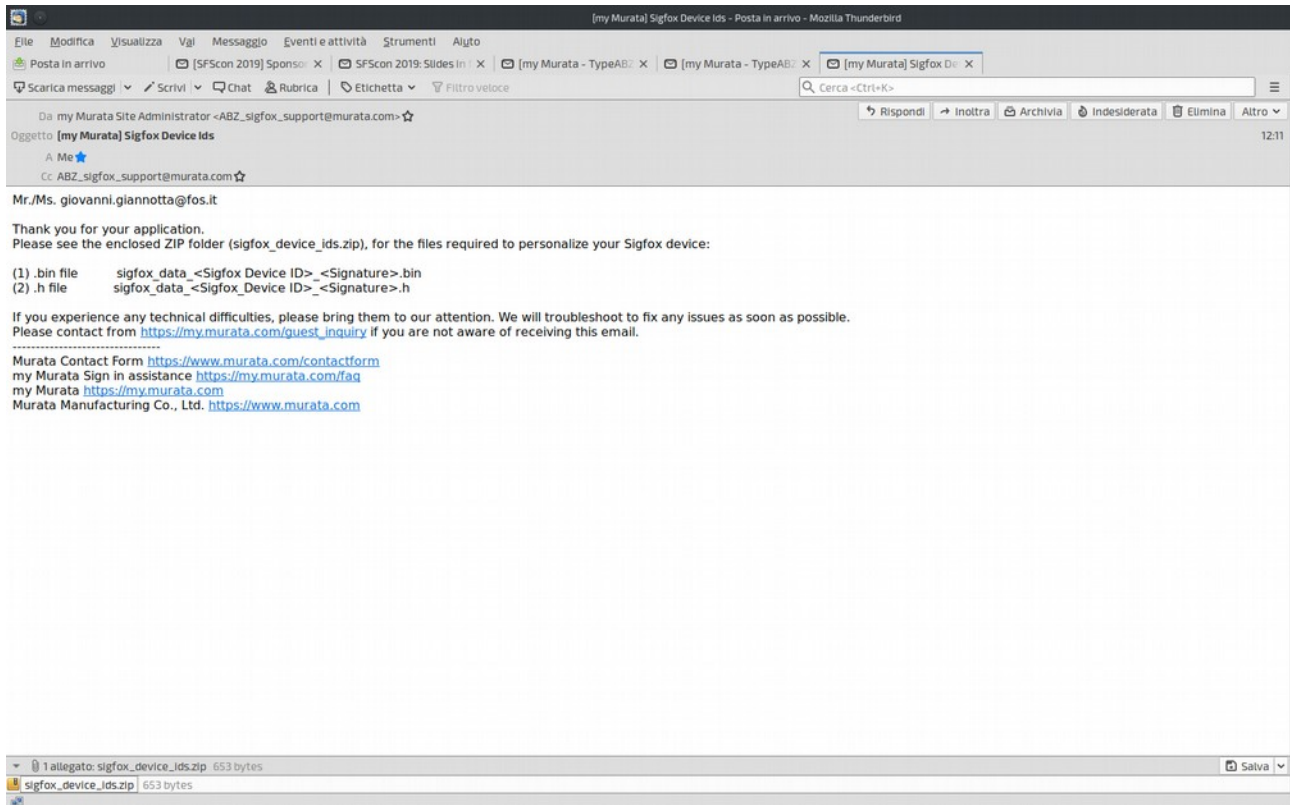 [my Murata] Sigfox Device Ids - Posta in arrivo - Mozilla Thunderbird
File Modifica Visualizza Vai Messaggio Eventi e attività Strumenti Aiuto
Posta in arrivo [SFScon 2019] Sponsor SFScon 2019: Slides in [my Murata - TypeABZ [my Murata - TypeABZ [my Murata] Sigfox De
Scarica messaggi Scrivi Chat Rubrica Etichetta Filtro veloce Cerca <Ctrl+K>
Da my Murata Site Administrator <ABZ_sigfox_support@murata.com> Rispondi Inoltra Archivia Indesiderata Elimina Altro
Oggetto [my Murata] Sigfox Device Ids 12:11
A Me
Cc ABZ_sigfox_support@murata.com
Mr./Ms. giovanni.giannotta@fos.it
Thank you for your application.
Please see the enclosed ZIP folder (sigfox_device_ids.zip), for the files required to personalize your Sigfox device:
(1) .bin file sigfox_data_<Sigfox Device ID>_<Signature>.bin
(2) .h file sigfox_data_<Sigfox_Device ID>_<Signature>.h
If you experience any technical difficulties, please bring them to our attention. We will troubleshoot to fix any issues as soon as possible.
Please contact from https://my.murata.com/guest_inquiry if you are not aware of receiving this email.
--------------------------------
Murata Contact Form https://www.murata.com/contactform
my Murata Sign in assistance https://my.murata.com/faq
my Murata https://my.murata.com
Murata Manufacturing Co., Ltd. https://www.murata.com
1 allegato: sigfox_device_ids.zip 653 bytes Salva
sigfox_device_ids.zip 653 bytes